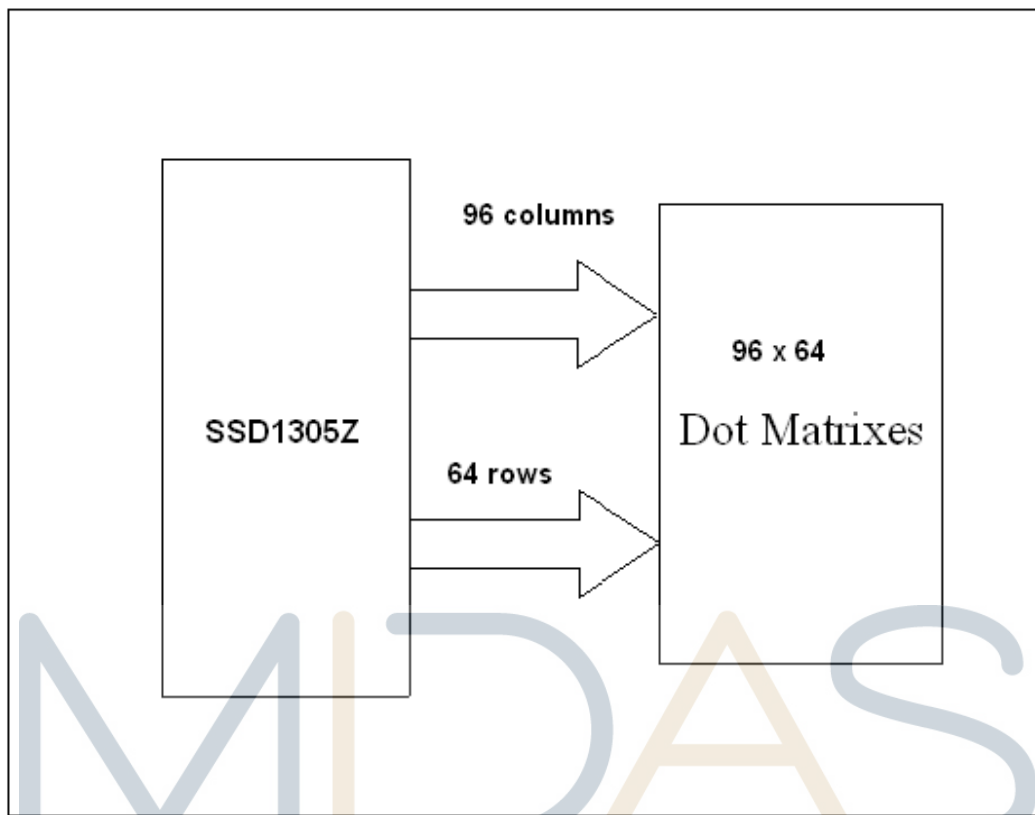 96 columns
96 x 64
SSD1305Z
Dot Matrixes
64 rows
MIDAS